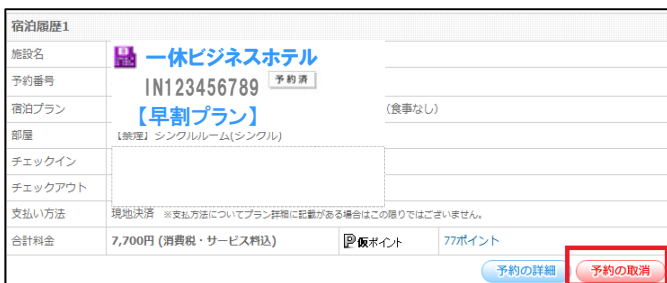 宿泊履歴1
施設名 一休ビジネスホテル
予約番号 IN123456789 予約済
宿泊プラン 【早割プラン】 (食事なし)
部屋 【禁煙】シングルルーム(シングル)
チェックイン
チェックアウト
支払い方法 現地決済 ※支払方法についてプラン詳細に記載がある場合はこの限りではございません。
合計料金 7,700円 (消費税・サービス料込) P仮ポイント 77ポイント
予約の詳細 予約の取消